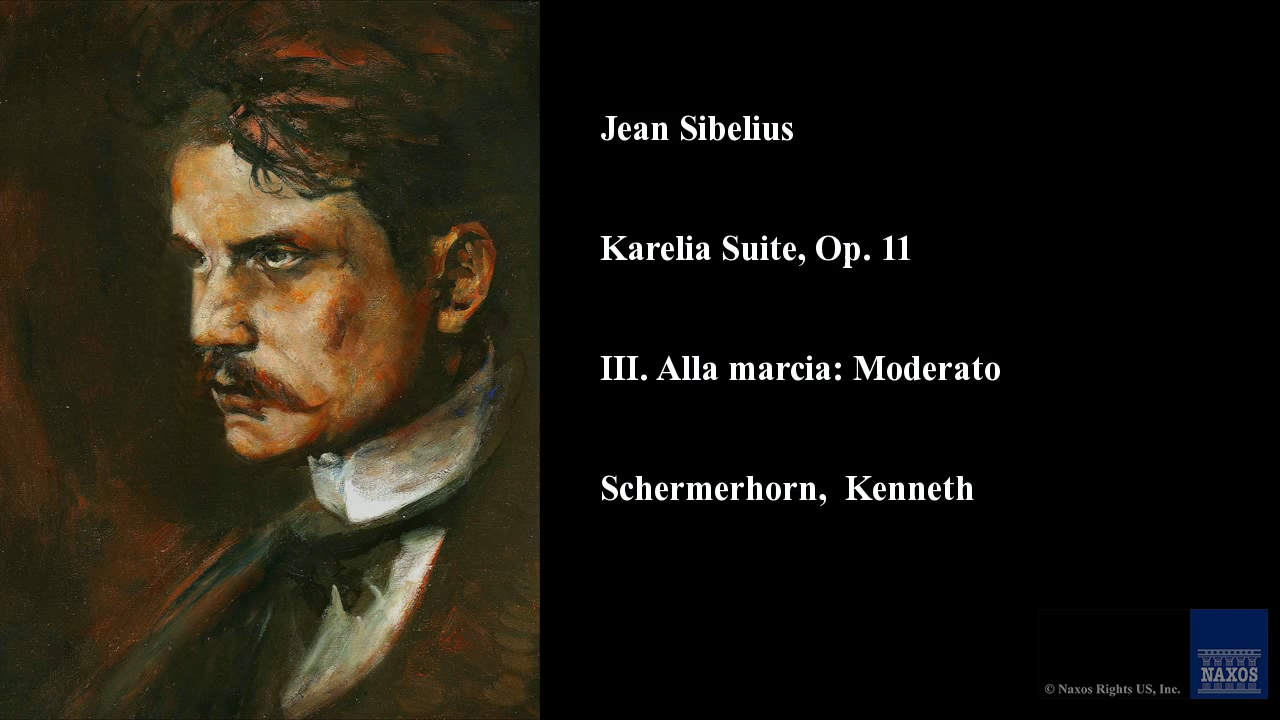 Jean Sibelius
Karelia Suite, Op. 11
III. Alla marcia: Moderato
Schermerhorn,  Kenneth
© Naxos Rights US, Inc.
NAXOS